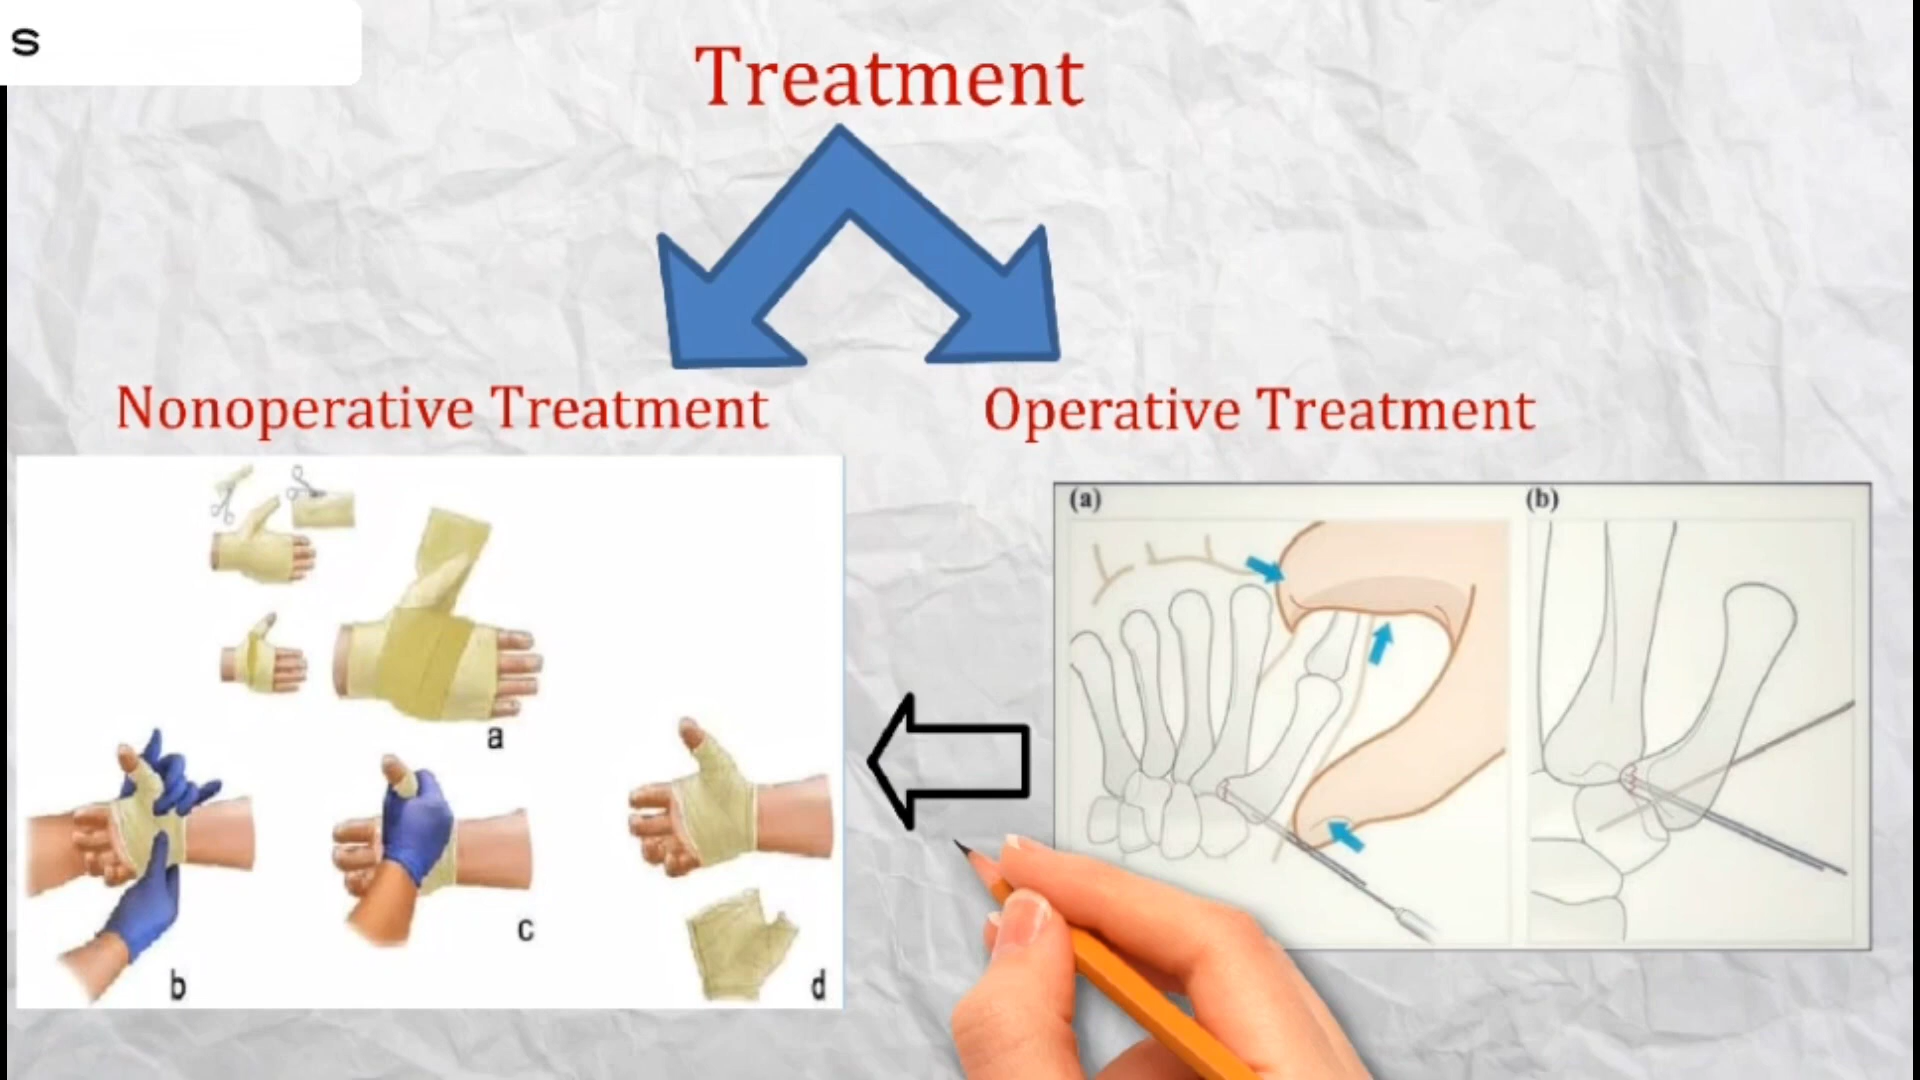 s
Treatment
Nonoperative Treatment
Operative Treatment
(a)
(b)
a
c
b
d